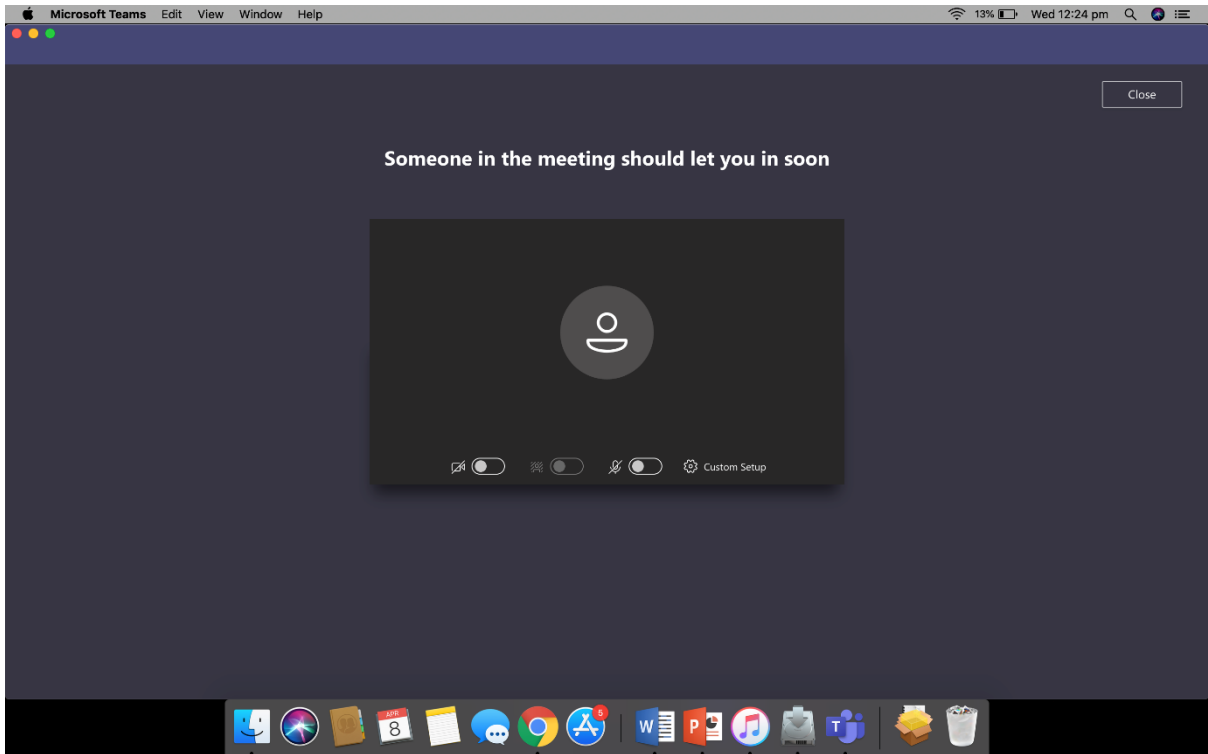 Microsoft Teams Edit View Window Help 13% Wed 12:24 pm
Close
Someone in the meeting should let you in soon
Custom Setup
APR
8
5
W
P
T